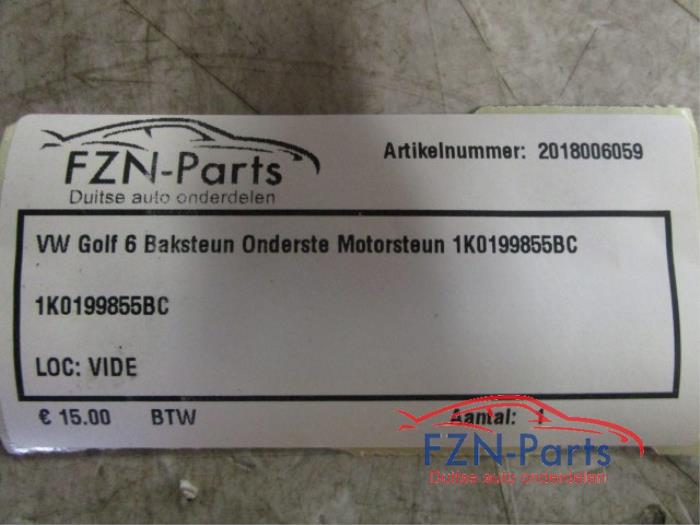 FZN-Parts
Duitse auto onderdelen
Artikelnummer: 2018006059
VW Golf 6 Baksteun Onderste Motorsteun 1K0199855BC
1K0199855BC
LOC: VIDE
€ 15.00 BTW Aantal: 1
FZN-Parts
Duitse auto onderdelen